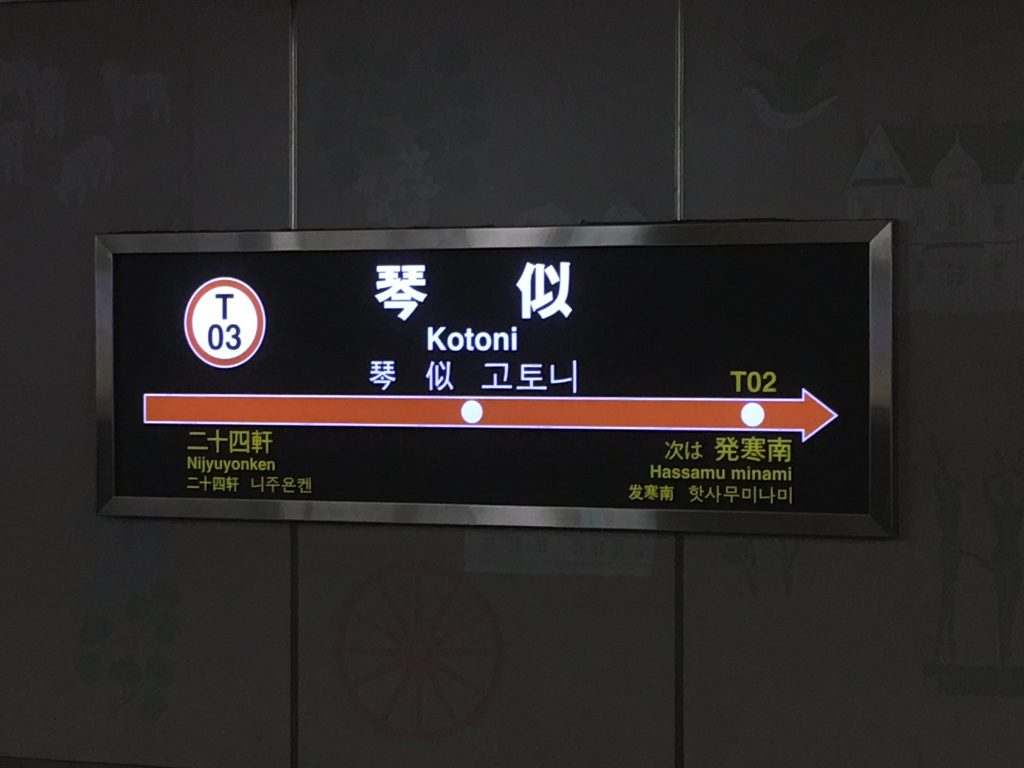 T
03
琴似
Kotoni
琴似 고토니
T02
二十四軒
Nijyuyonken
二十四轩 니주욘켄
次は 発寒南
Hassamu minami
发寒南 핫사무미나미